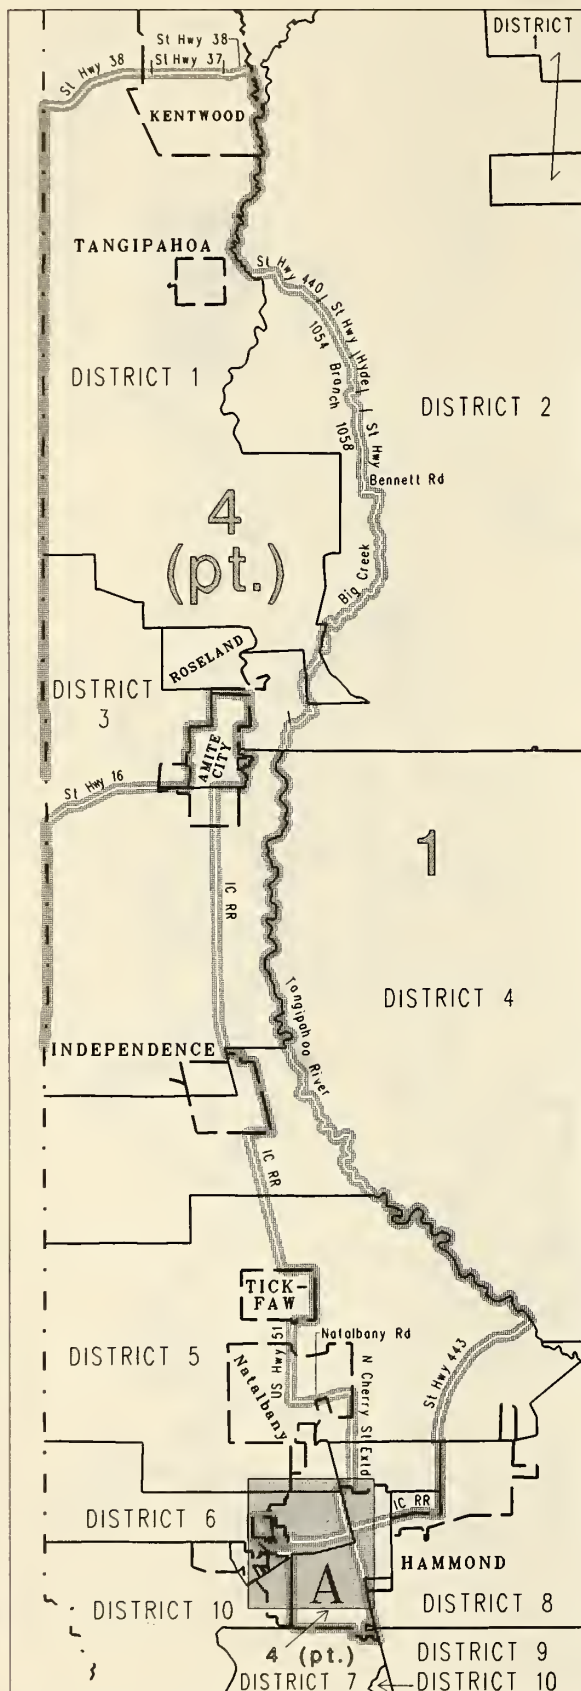 St Hwy 38
DISTRICT
1
St Hwy 38
St Hwy 37
KENTWOOD
TANGIPAHOA
St Hwy 440
St Hwy
1054
(Hyde)
Branch
1058
St Hwy
DISTRICT 1
DISTRICT 2
Bennett Rd
4
(pt.)
Big Creek
ROSELAND
DISTRICT
3
AMITE
CITY
St Hwy 16
1
IC RR
Tangipahoa River
DISTRICT 4
INDEPENDENCE
IC RR
TICK-
FAW
Natalbany Rd
US Hwy 51
DISTRICT 5
Natalbany
N Cherry St Extd
St Hwy 443
IC RR
DISTRICT 6
HAMMOND
A
DISTRICT 10
DISTRICT 8
4 (pt.)
DISTRICT 9
DISTRICT 7
DISTRICT 10